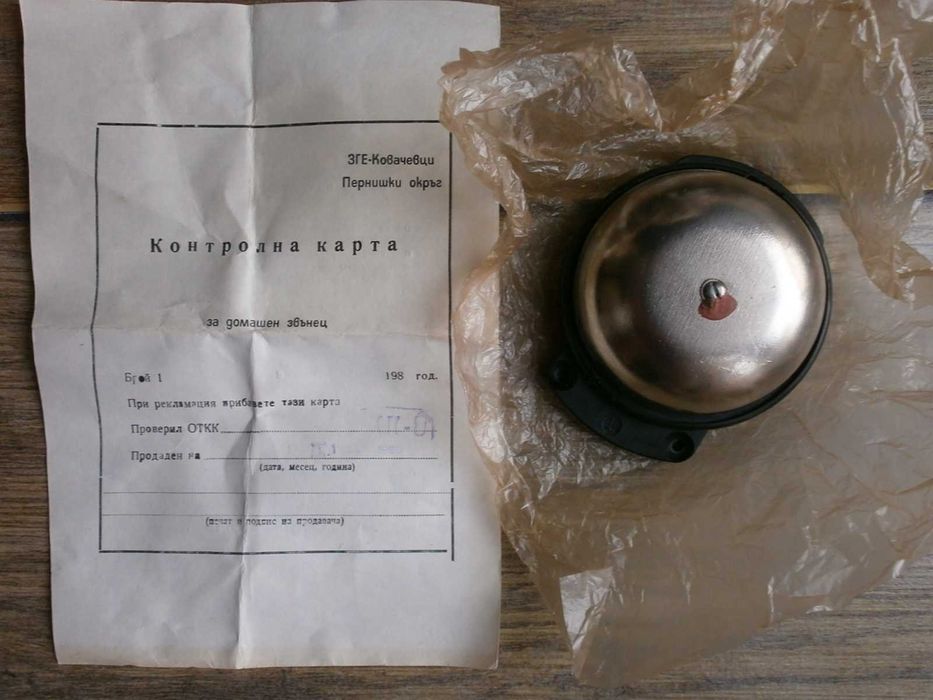 ЗГЕ-Ковачевци
Пернишки окръг
Контролна карта
за домашен звънец
Брой 1 198 год.
При рекламация прибавете тази карта
Проверил ОТКК
Продаден на
(дата, месец, година)
(печат и подпис на продавача)